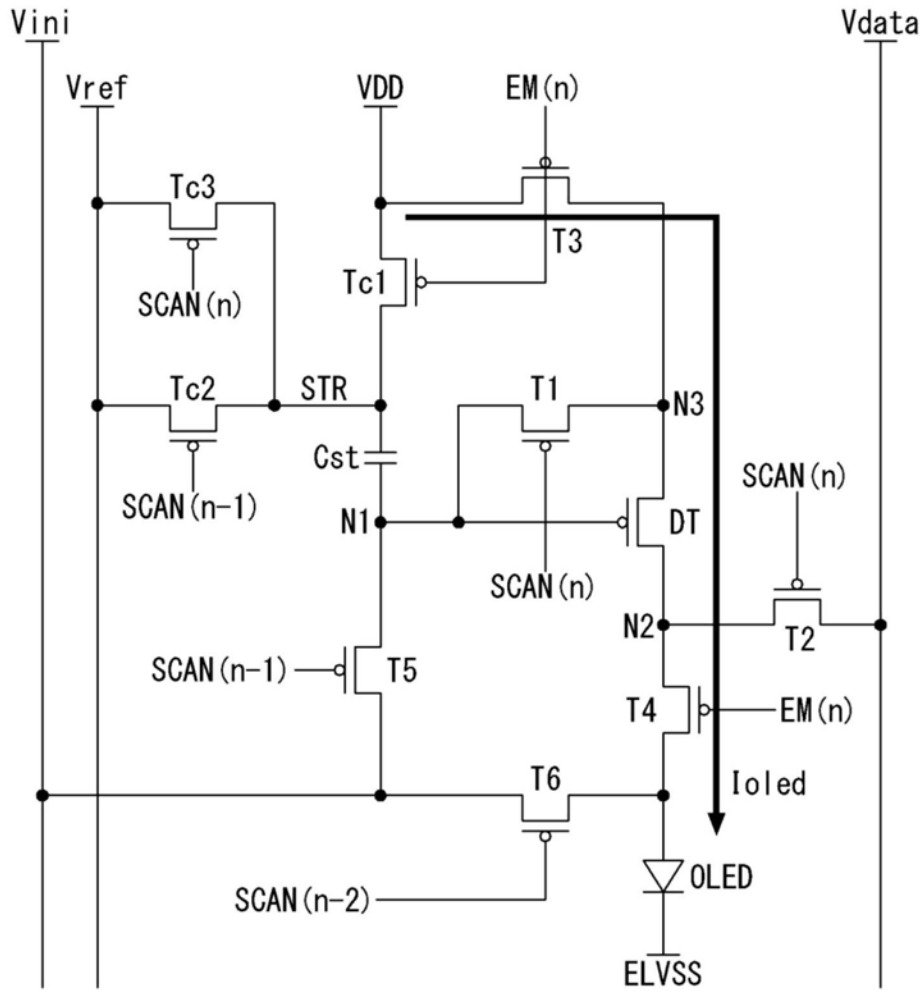 Vini
Vdata
Vref
VDD
EM(n)
Tc3
T3
Tc1
SCAN(n)
Tc2
STR
T1
N3
Cst
SCAN(n-1)
SCAN(n)
N1
DT
SCAN(n)
N2
T2
SCAN(n-1)
T5
T4
EM(n)
T6
Ioled
OLED
SCAN(n-2)
ELVSS